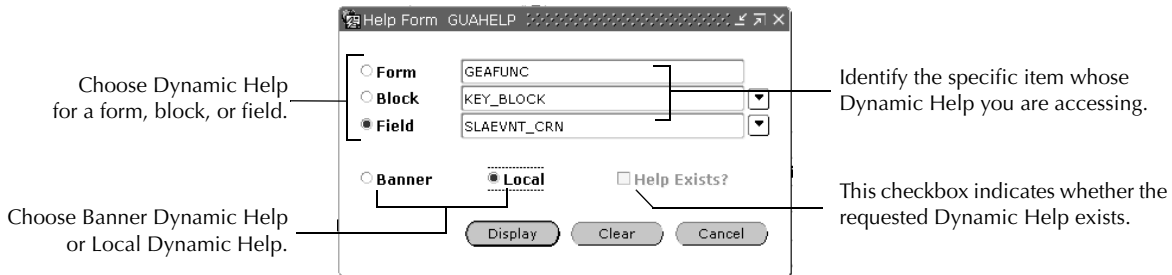 Help Form GUAHELP
Choose Dynamic Help
for a form, block, or field.
Form
GEAFUNC
Block
KEY_BLOCK
Field
SLAEVNT_CRN
Identify the specific item whose
Dynamic Help you are accessing.
Banner
Local
Help Exists?
Choose Banner Dynamic Help
or Local Dynamic Help.
This checkbox indicates whether the
requested Dynamic Help exists.
Display
Clear
Cancel